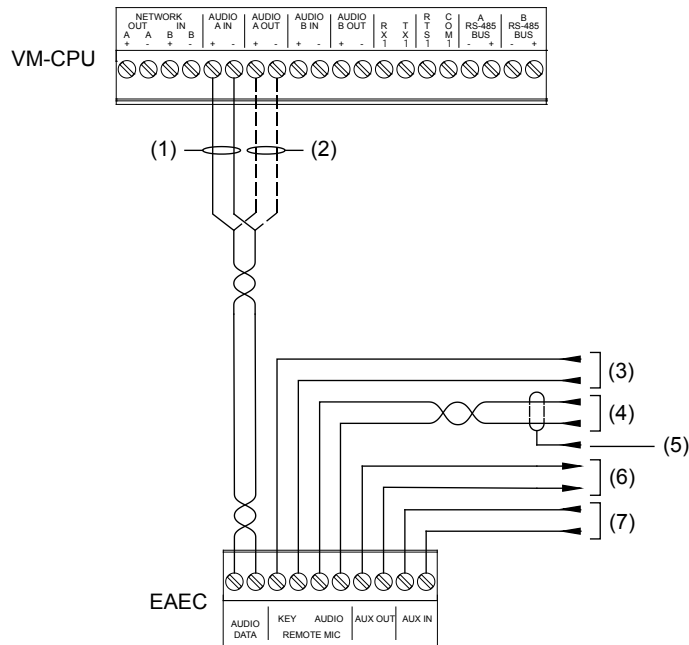 NETWORK
OUT IN
A A B B
+ - + -
AUDIO
A IN
+ -
AUDIO
A OUT
+ -
AUDIO
B IN
+ -
AUDIO
B OUT
+ -
RX1
TX1
RTS1
COM1
A
RS-485
BUS
- +
B
RS-485
BUS
- +
VM-CPU
(1)
(2)
(3)
(4)
(5)
(6)
(7)
EAEC
AUDIO
DATA
KEY AUDIO
REMOTE MIC
AUX OUT
AUX IN